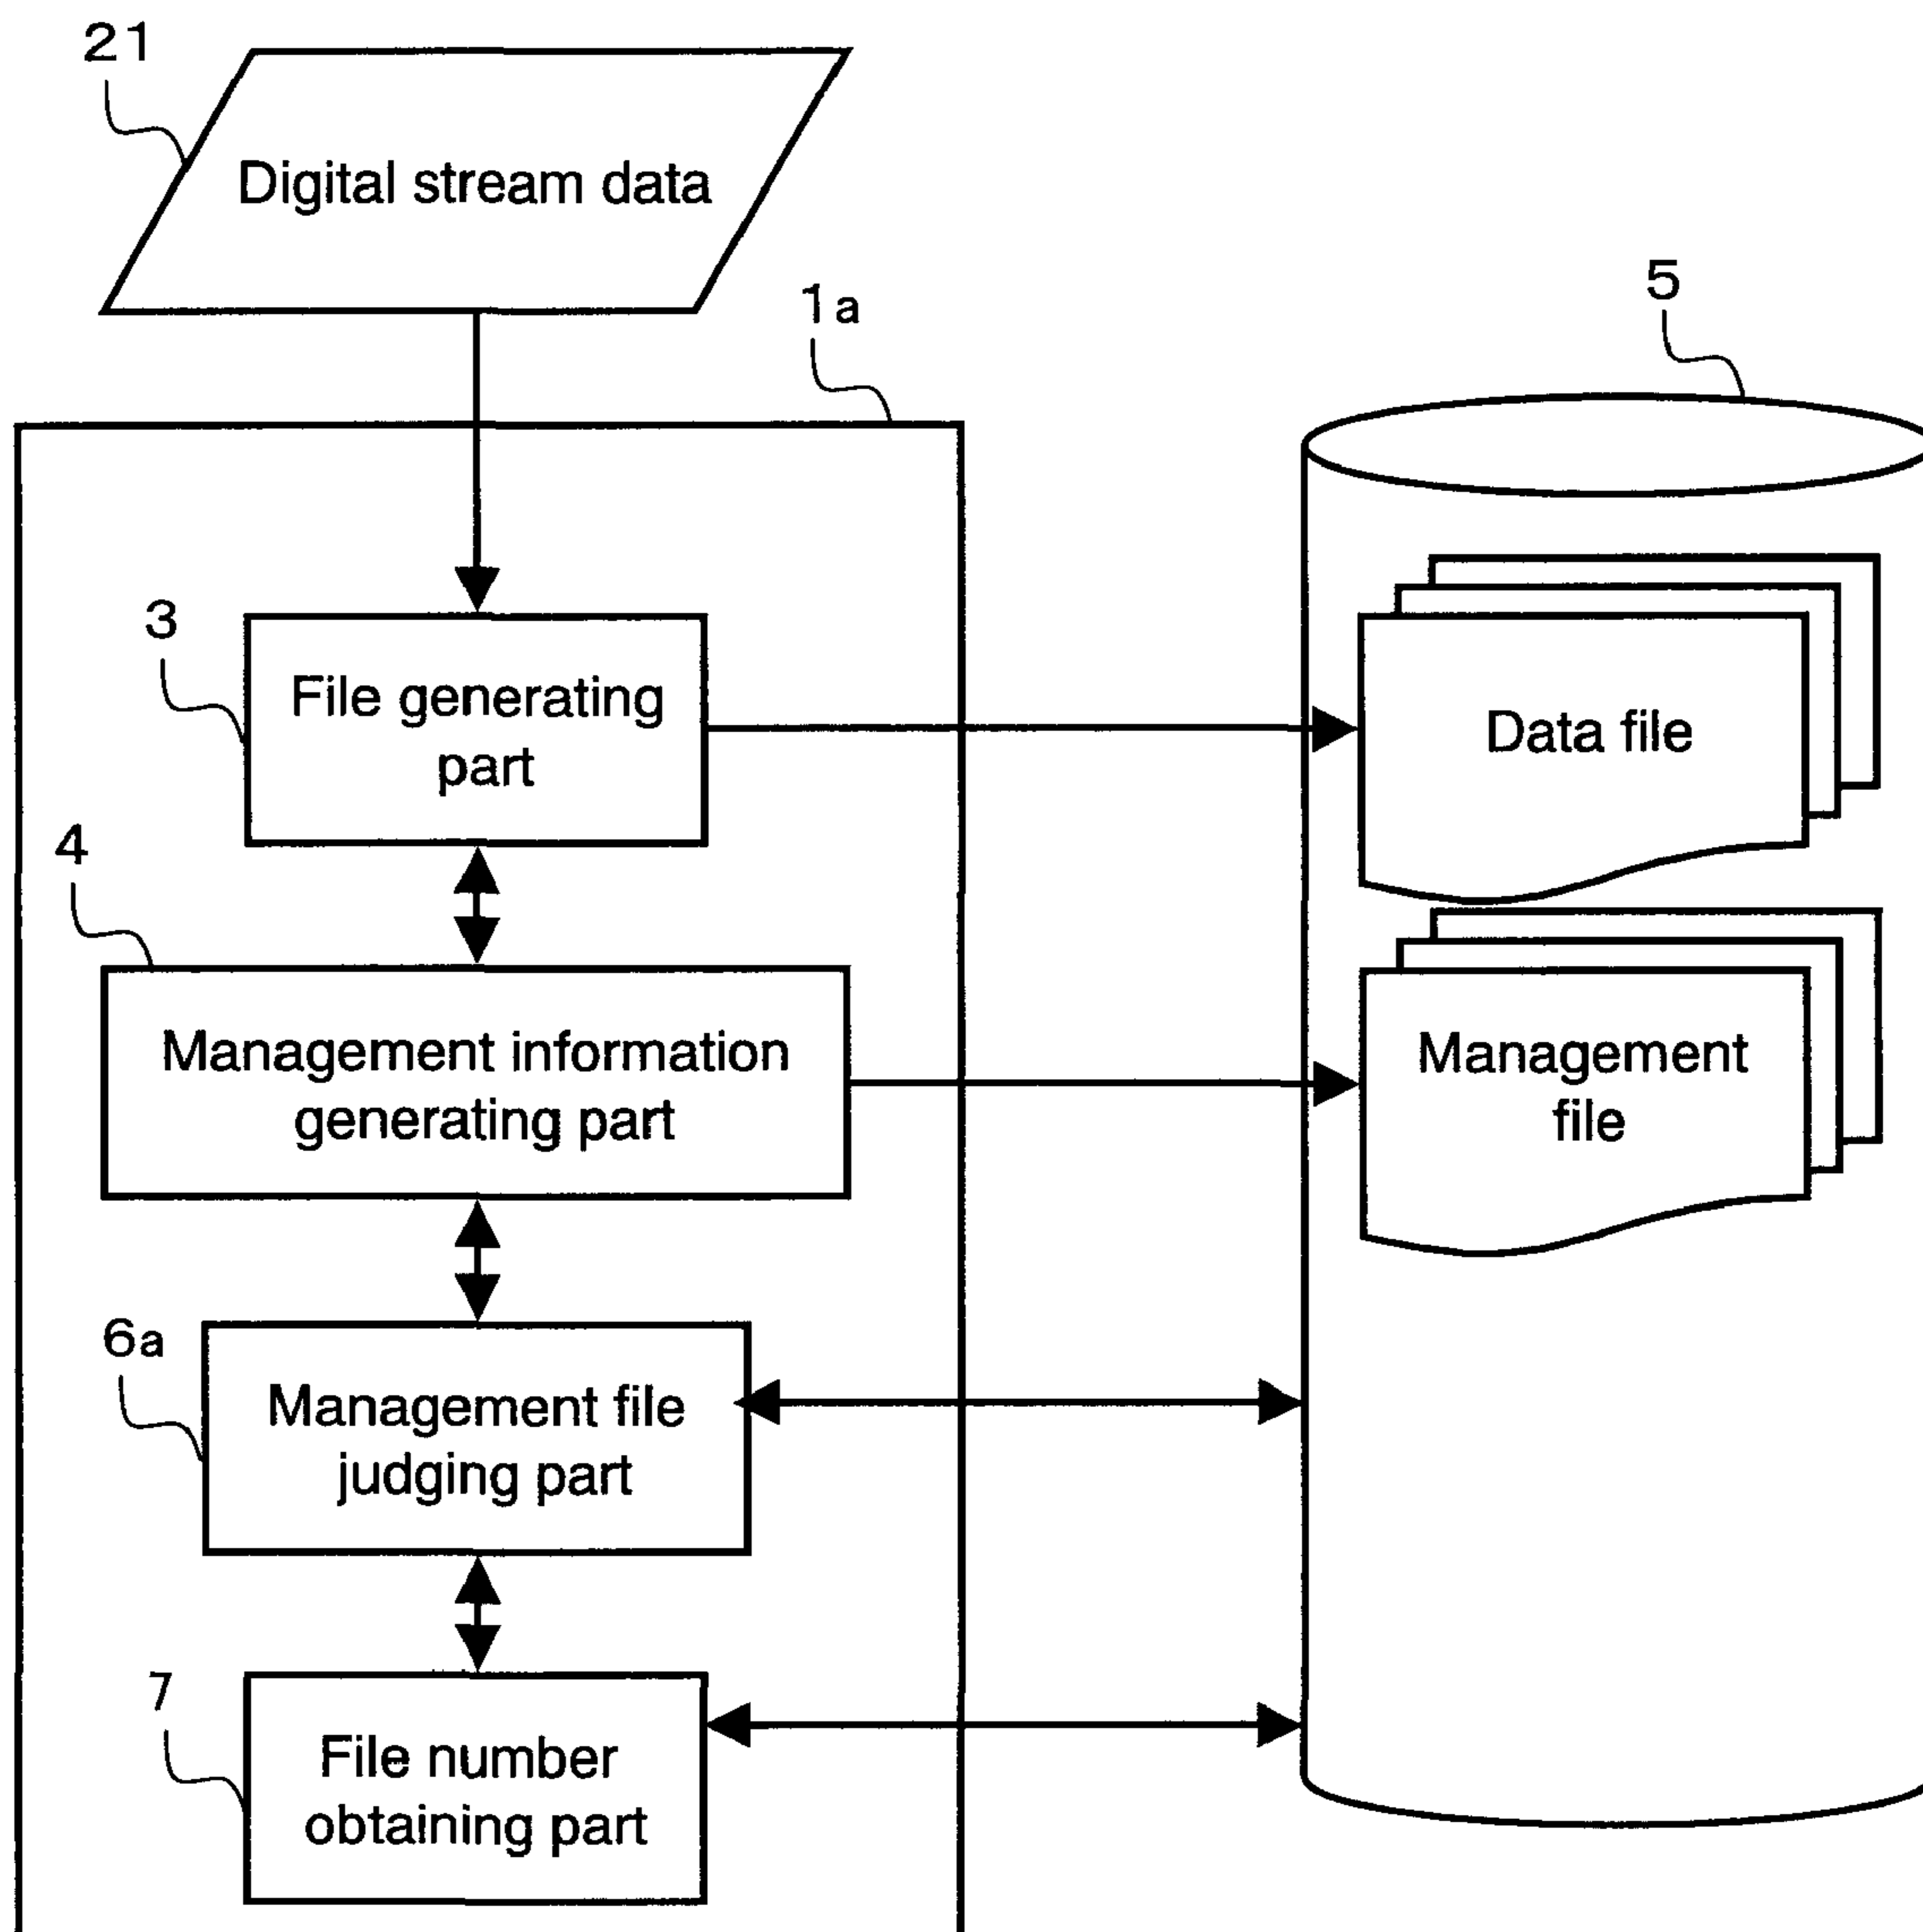 21
Digital stream data
1a
5
3
File generating
part
Data file
4
Management information
generating part
Management
file
6a
Management file
judging part
7
File number
obtaining part